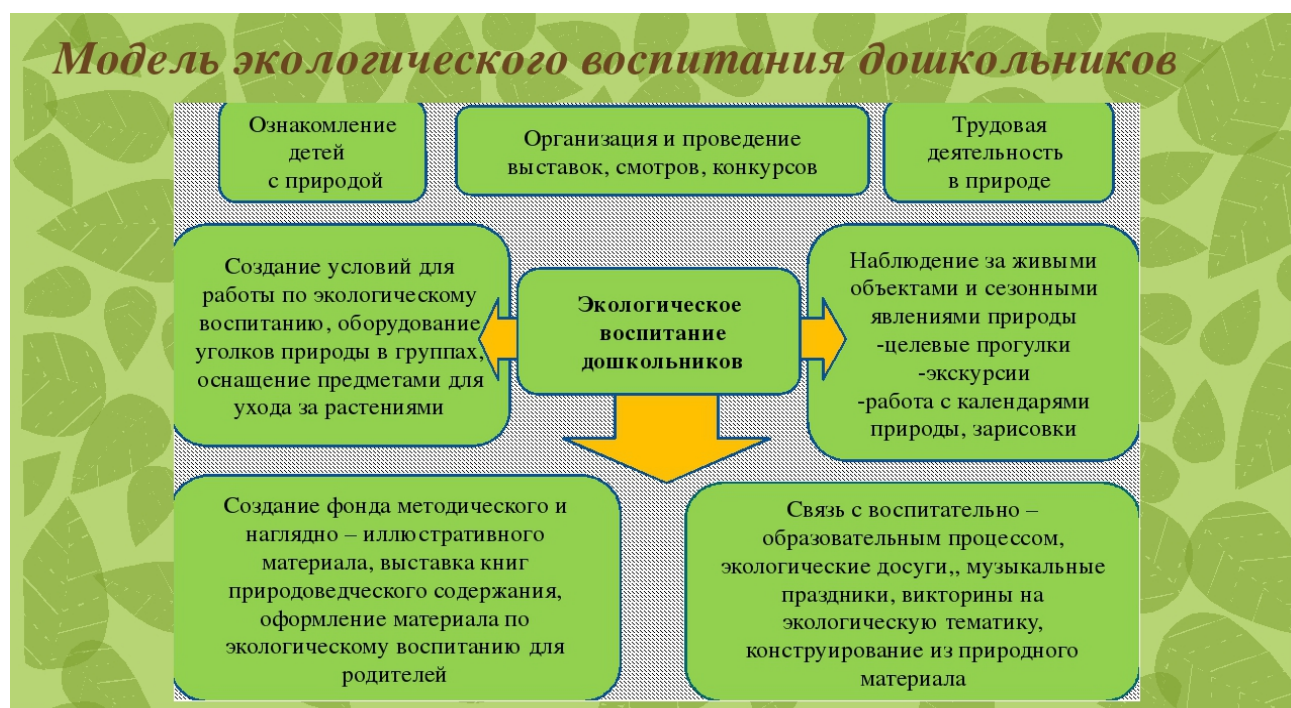 Модель экологического воспитания дошкольников
Ознакомление
детей
с природой
Организация и проведение
выставок, смотров, конкурсов
Трудовая
деятельность
в природе
Создание условий для
работы по экологическому
воспитанию, оборудование
уголков природы в группах,
оснащение предметами для
ухода за растениями
Экологическое
воспитание
дошкольников
Наблюдение за живыми
объектами и сезонными
явлениями природы
-целевые прогулки
-экскурсии
-работа с календарями
природы, зарисовки
Создание фонда методического и
наглядно – иллюстративного
материала, выставка книг
природоведческого содержания,
оформление материала по
экологическому воспитанию для
родителей
Связь с воспитательно –
образовательным процессом,
экологические досуги,, музыкальные
праздники, викторины на
экологическую тематику,
конструирование из природного
материала